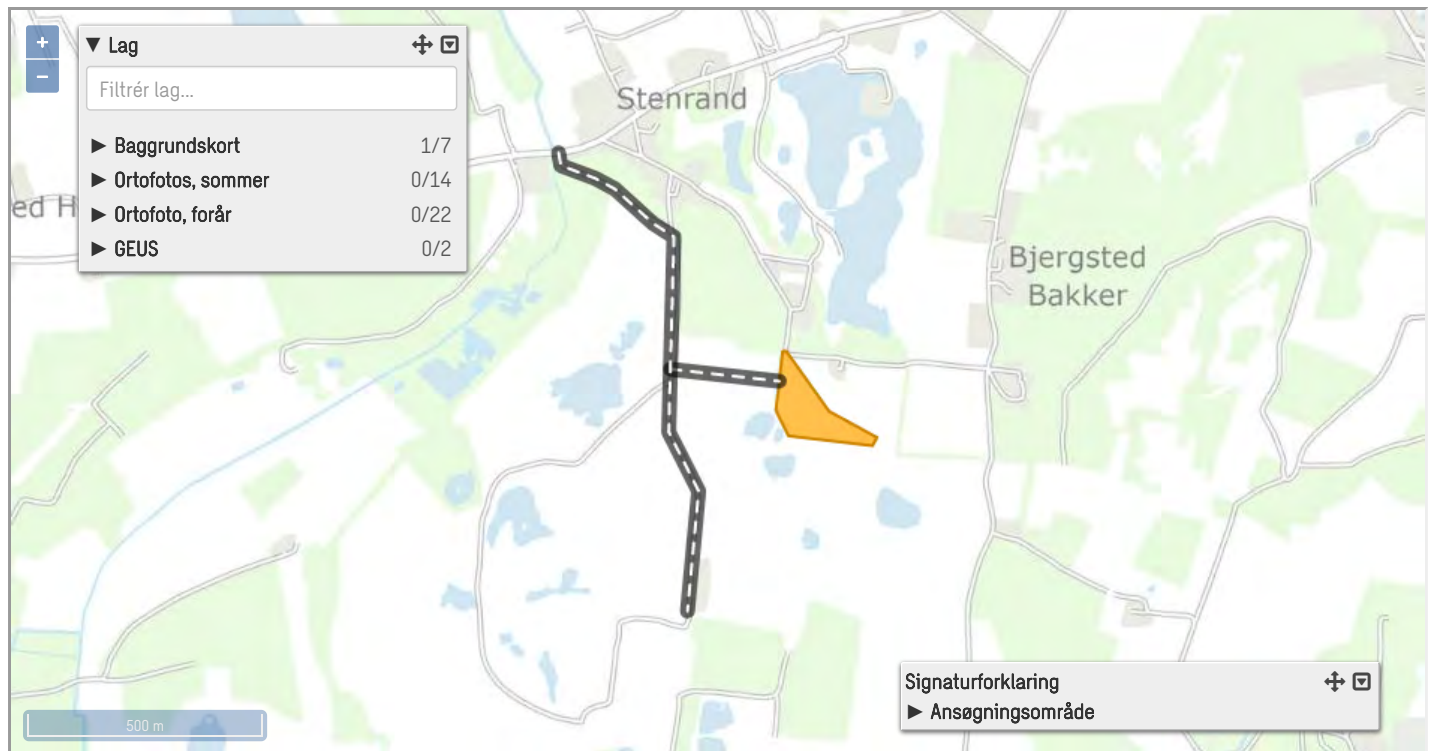 +
−
▼ Lag
Filtrér lag...
▶ Baggrundskort 1/7
▶ Ortofotos, sommer 0/14
▶ Ortofoto, forår 0/22
▶ GEUS 0/2
Stenrand
ed H
Bjergsted
Bakker
Signaturforklaring
▶ Ansøgningsområde
500 m